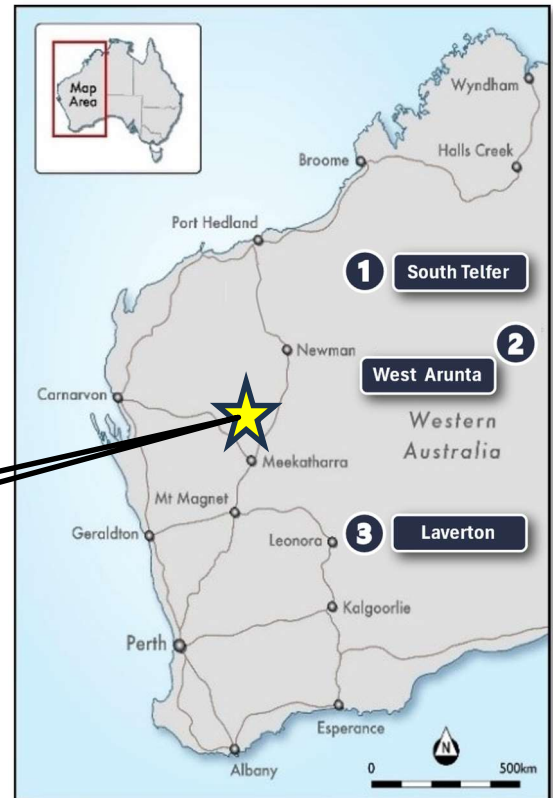 Map
Area
Wyndham
Halls Creek
Broome
Port Hedland
1
South Telfer
2
Newman
West Arunta
Carnarvon
Western
Australia
Meekatharra
Mt Magnet
Geraldton
Leonora
3
Laverton
Kalgoorlie
Perth
Esperance
N
Albany
0
500km